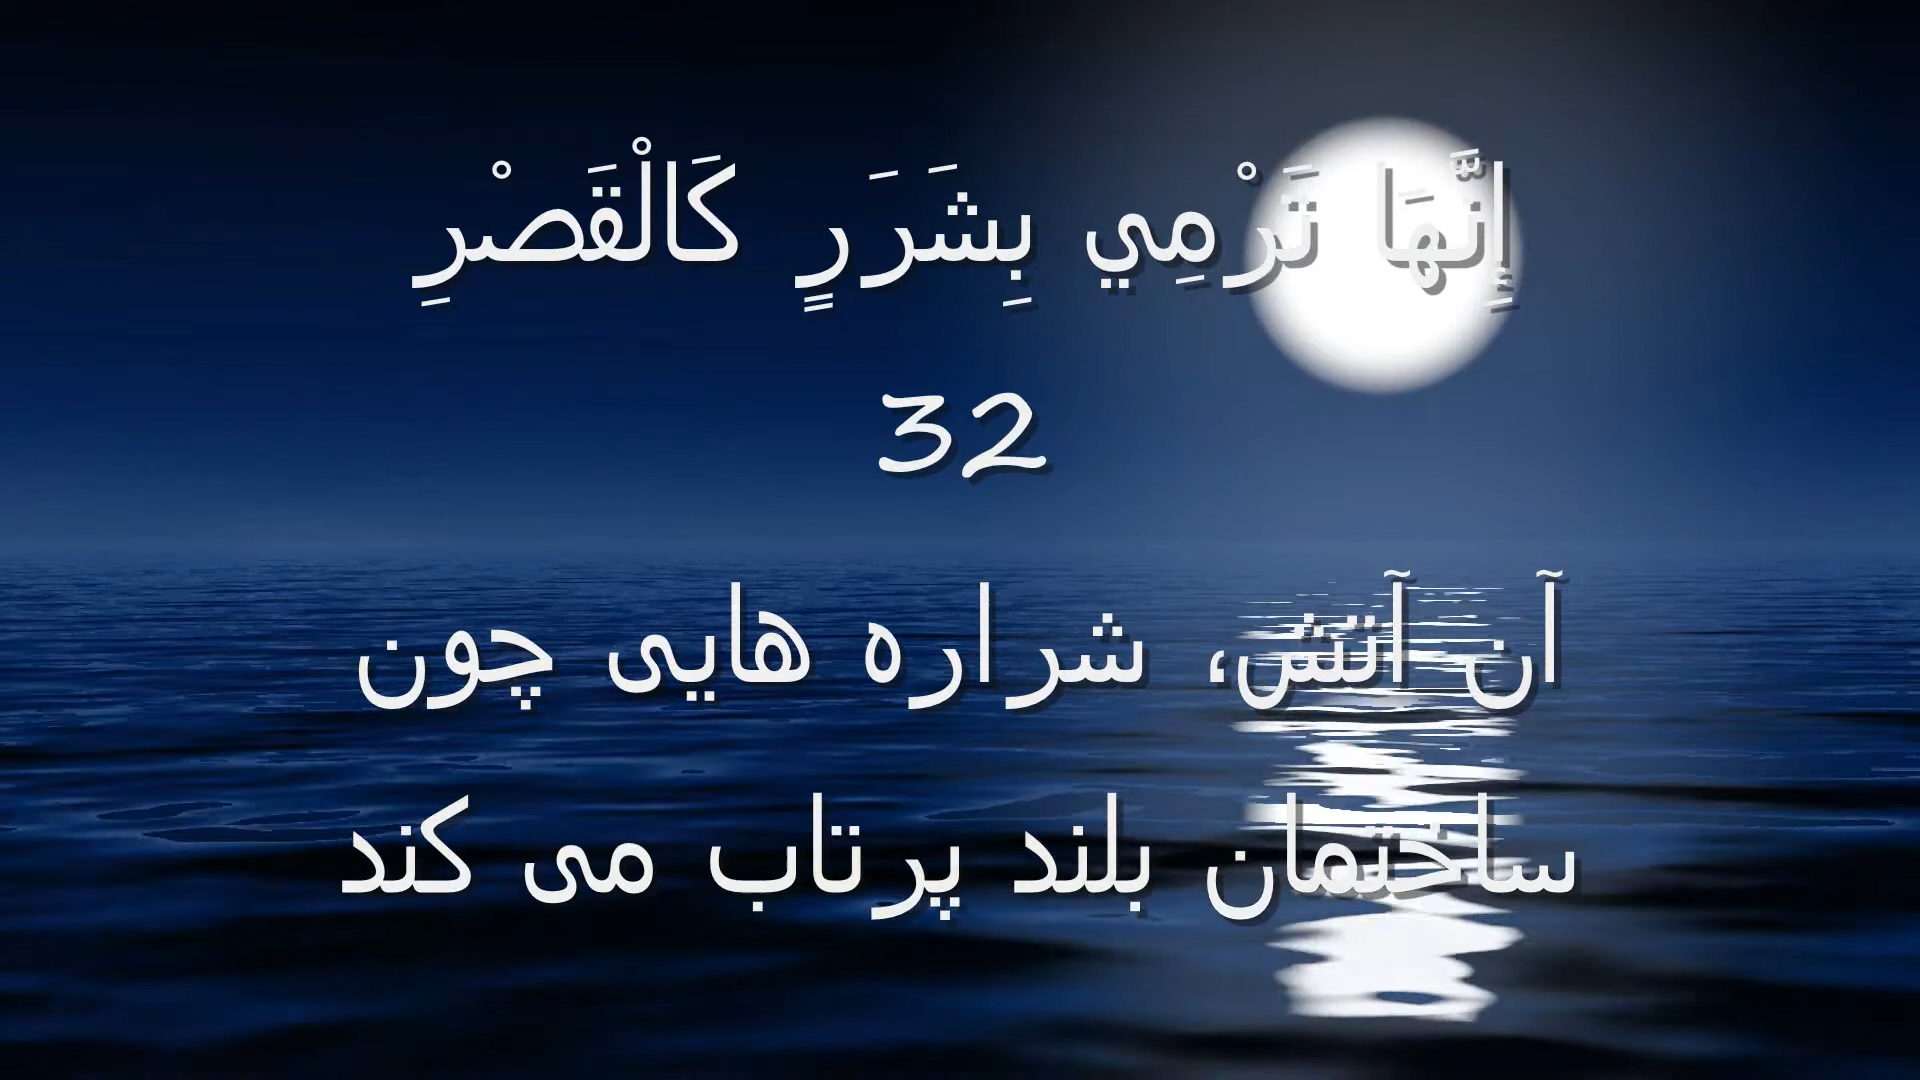 إِنَّهَا تَرْمِي بِشَرَرٍ كَالْقَصْرِ
32
آن آتش، شراره هایی چون
ساختمان بلند پرتاب می کند